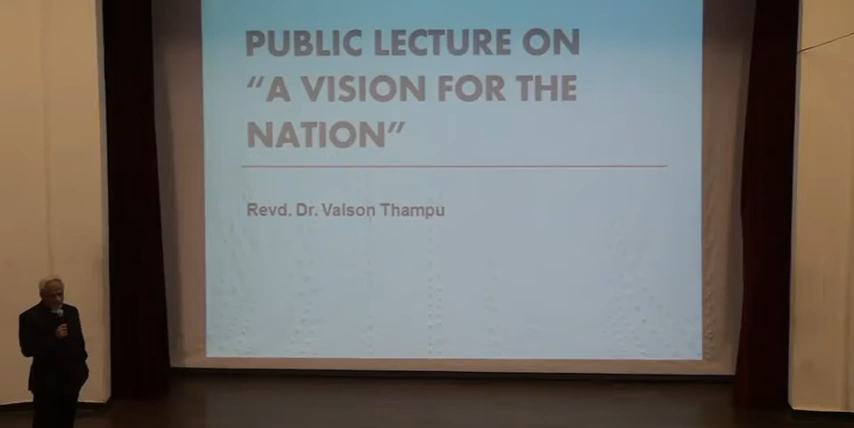 PUBLIC LECTURE ON
“A VISION FOR THE
NATION”
Revd. Dr. Valson Thampu